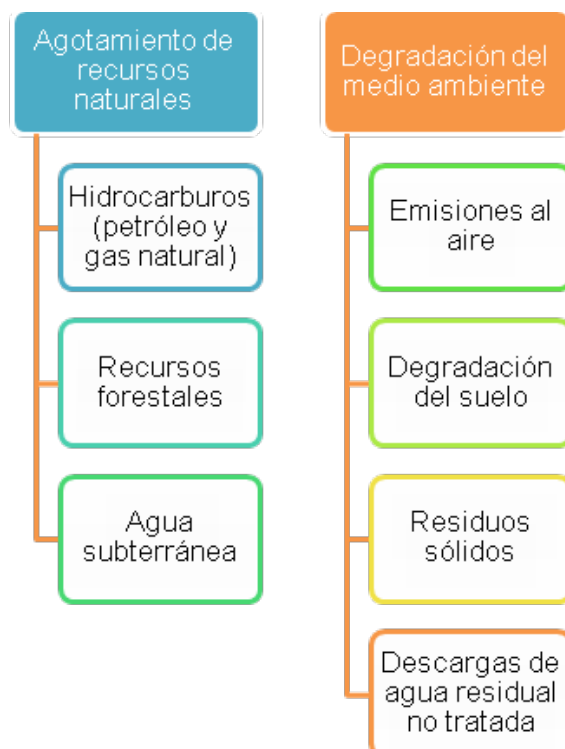 Agotamiento de
recursos
naturales
Hidrocarburos
(petróleo y
gas natural)
Recursos
forestales
Agua
subterránea
Degradación del
medio ambiente
Emisiones al
aire
Degradación
del suelo
Residuos
sólidos
Descargas de
agua residual
no tratada